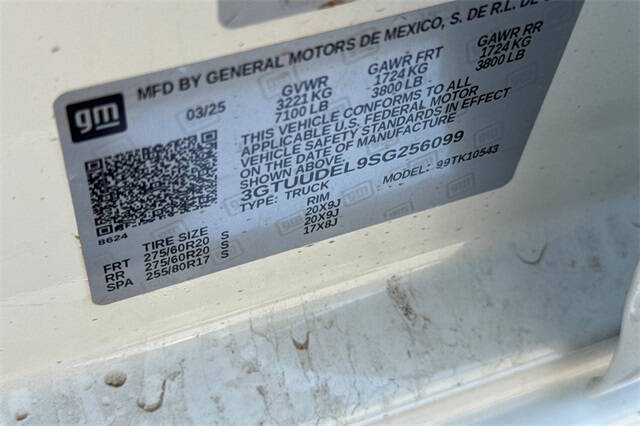 MFD BY GENERAL MOTORS DE MEXICO, S. DE R.L. DE
gm
03/25
GVWR GAWR FRT GAWR RR
3221 KG 1724 KG 1724 KG
7100 LB 3800 LB 3800 LB
THIS VEHICLE CONFORMS TO ALL
APPLICABLE U.S. FEDERAL MOTOR
VEHICLE SAFETY STANDARDS IN EFFECT
ON THE DATE OF MANUFACTURE
SHOWN ABOVE.
3GTUUDEL9SG256099
TYPE: TRUCK 99TK10543
B624
TIRE SIZE RIM
FRT 275/60R20 S 20X9J
RR 275/60R20 S 20X9J
SPA 255/80R17 S 17X8J